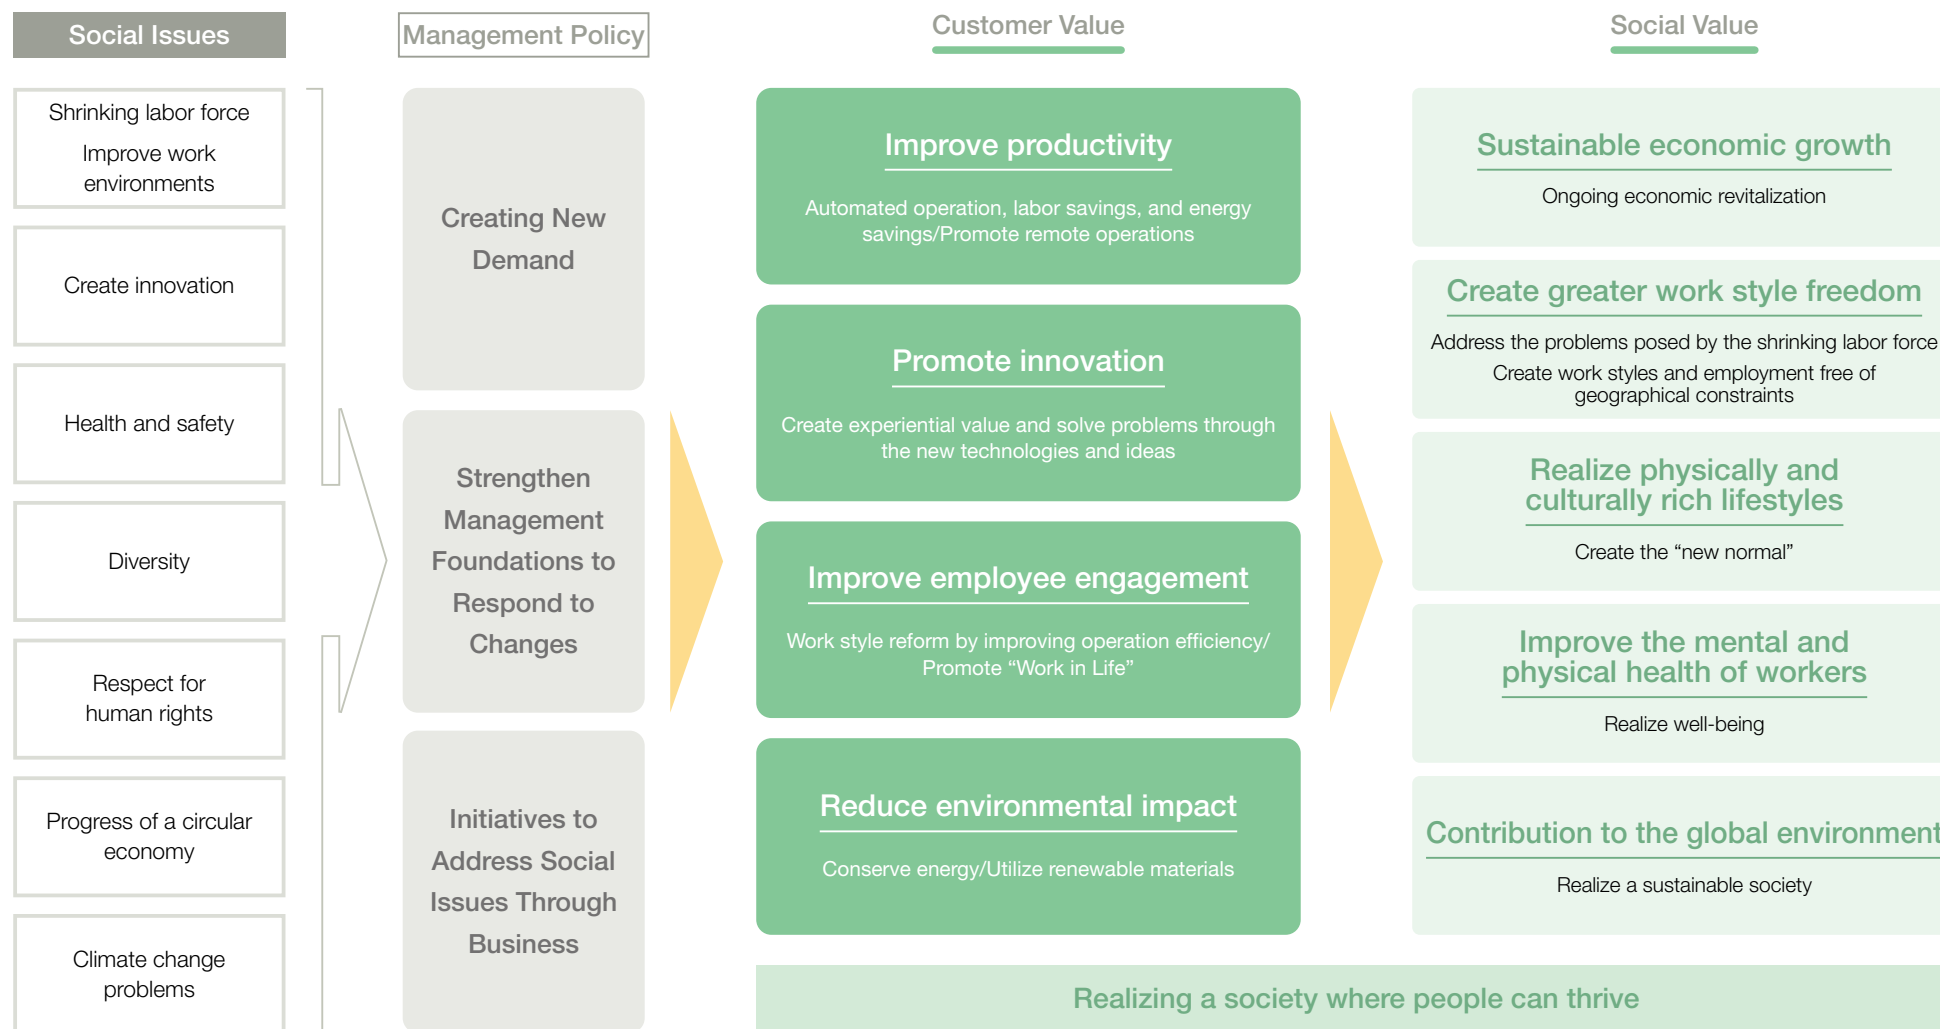 Social Issues
Shrinking labor force
Improve work
environments
Create innovation
Health and safety
Diversity
Respect for
human rights
Progress of a circular
economy
Climate change
problems
Management Policy
Creating New
Demand
Strengthen
Management
Foundations to
Respond to
Changes
Initiatives to
Address Social
Issues Through
Business
Customer Value
Improve productivity
Automated operation, labor savings, and energy
savings/Promote remote operations
Promote innovation
Create experiential value and solve problems through
the new technologies and ideas
Improve employee engagement
Work style reform by improving operation efficiency/
Promote “Work in Life”
Reduce environmental impact
Conserve energy/Utilize renewable materials
Social Value
Sustainable economic growth
Ongoing economic revitalization
Create greater work style freedom
Address the problems posed by the shrinking labor force
Create work styles and employment free of
geographical constraints
Realize physically and
culturally rich lifestyles
Create the “new normal”
Improve the mental and
physical health of workers
Realize well-being
Contribution to the global environment
Realize a sustainable society
Realizing a society where people can thrive